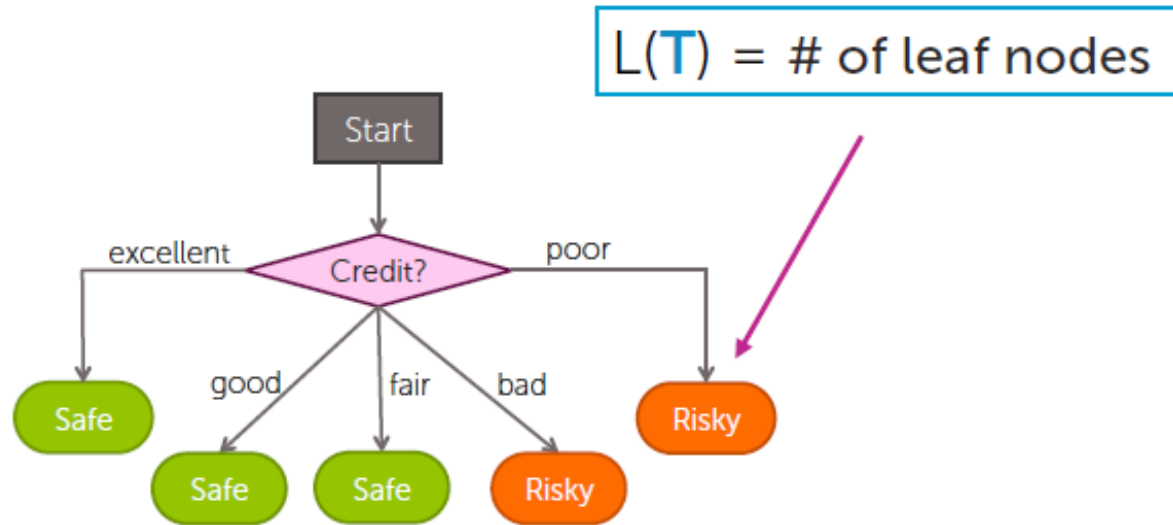 L(T) = # of leaf nodes
Start
excellent
Credit?
poor
good
fair
bad
Safe
Risky
Safe
Safe
Risky